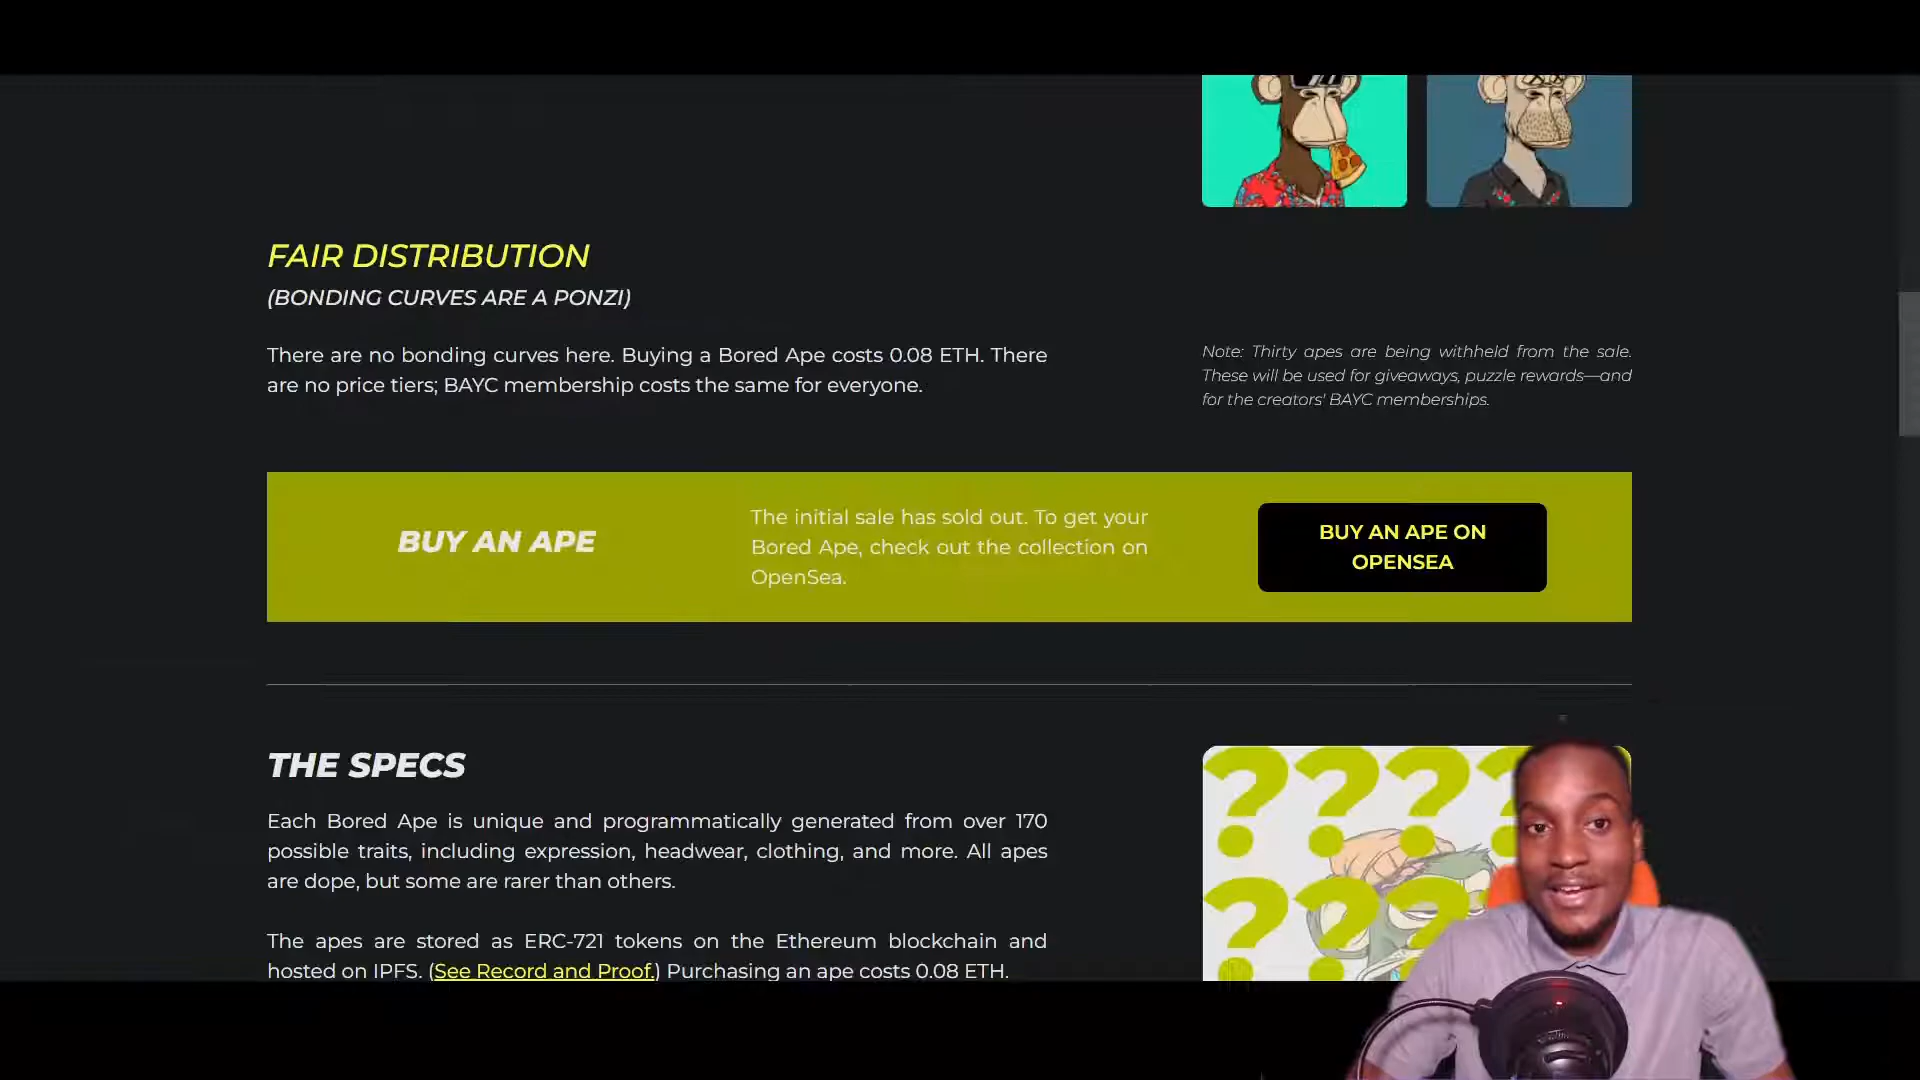 FAIR DISTRIBUTION
(BONDING CURVES ARE A PONZI)
There are no bonding curves here. Buying a Bored Ape costs 0.08 ETH. There
are no price tiers; BAYC membership costs the same for everyone.
Note: Thirty apes are being withheld from the sale.
These will be used for giveaways, puzzle rewards—and
for the creators' BAYC memberships.
BUY AN APE
The initial sale has sold out. To get your
Bored Ape, check out the collection on
OpenSea.
BUY AN APE ON
OPENSEA
THE SPECS
Each Bored Ape is unique and programmatically generated from over 170
possible traits, including expression, headwear, clothing, and more. All apes
are dope, but some are rarer than others.
The apes are stored as ERC-721 tokens on the Ethereum blockchain and
hosted on IPFS. (See Record and Proof.) Purchasing an ape costs 0.08 ETH.
? ? ? ?
? ? ?